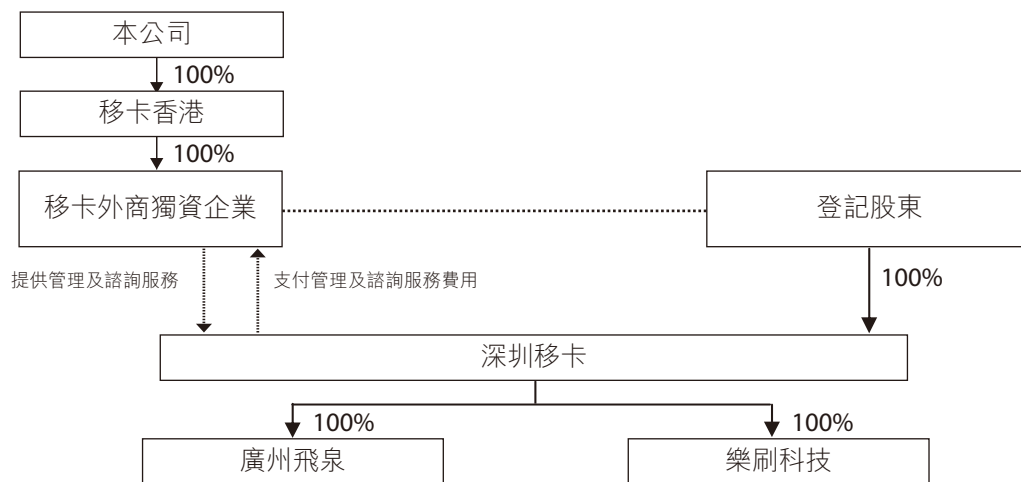 本公司
100%
移卡香港
100%
移卡外商獨資企業
登記股東
提供管理及諮詢服務
支付管理及諮詢服務費用
100%
深圳移卡
100%
100%
廣州飛泉
樂刷科技